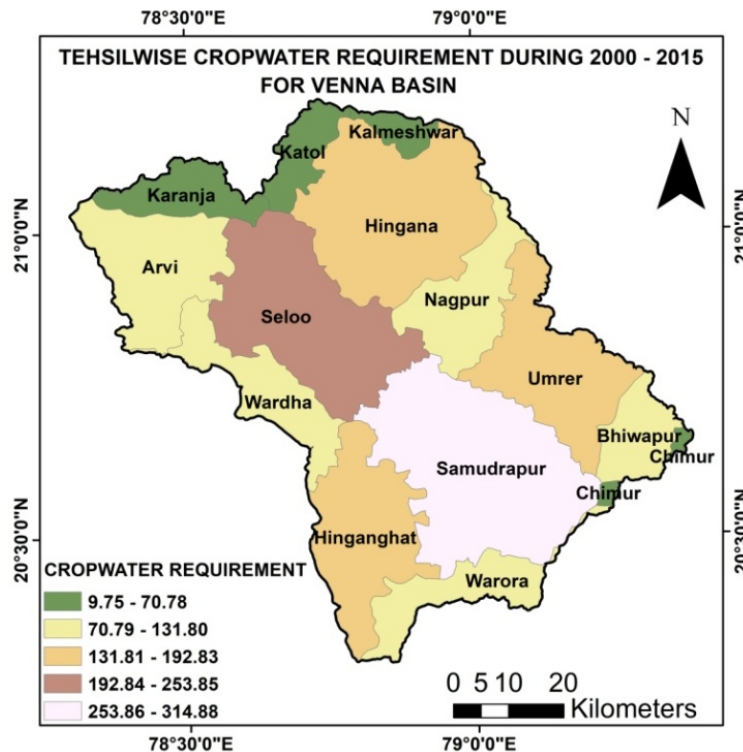 78°30'0"E
79°0'0"E
TEHSILWISE CROPWATER REQUIREMENT DURING 2000 - 2015
FOR VENNA BASIN
N
Kalmeshwar
Katol
Karanja
Hingana
21°0'0"N
21°0'0"N
Arvi
Nagpur
Seloo
Umrer
Wardha
Bhiwapur
Chimur
Samudrapur
Chimur
Hinganghat
20°30'0"N
20°30'0"N
Warora
CROPWATER REQUIREMENT
9.75 - 70.78
70.79 - 131.80
131.81 - 192.83
192.84 - 253.85
253.86 - 314.88
0 5 10 20
Kilometers
78°30'0"E
79°0'0"E